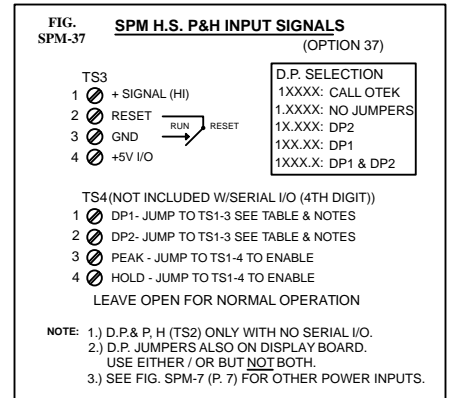 FIG.
SPM-37
SPM H.S. P&H INPUT SIGNALS
(OPTION 37)
TS3
1 + SIGNAL (HI)
2 RESET
3 GND
4 +5V I/O
RUN
RESET
D.P. SELECTION
1XXXX: CALL OTEK
1.XXXX: NO JUMPERS
1X.XXX: DP2
1XX.XX: DP1
1XXX.X: DP1 & DP2
TS4(NOT INCLUDED W/SERIAL I/O (4TH DIGIT))
1 DP1- JUMP TO TS1-3 SEE TABLE & NOTES
2 DP2- JUMP TO TS1-3 SEE TABLE & NOTES
3 PEAK - JUMP TO TS1-4 TO ENABLE
4 HOLD - JUMP TO TS1-4 TO ENABLE
LEAVE OPEN FOR NORMAL OPERATION
NOTE: 1.) D.P.& P, H (TS2) ONLY WITH NO SERIAL I/O.
2.) D.P. JUMPERS ALSO ON DISPLAY BOARD.
USE EITHER / OR BUT NOT BOTH.
3.) SEE FIG. SPM-7 (P. 7) FOR OTHER POWER INPUTS.